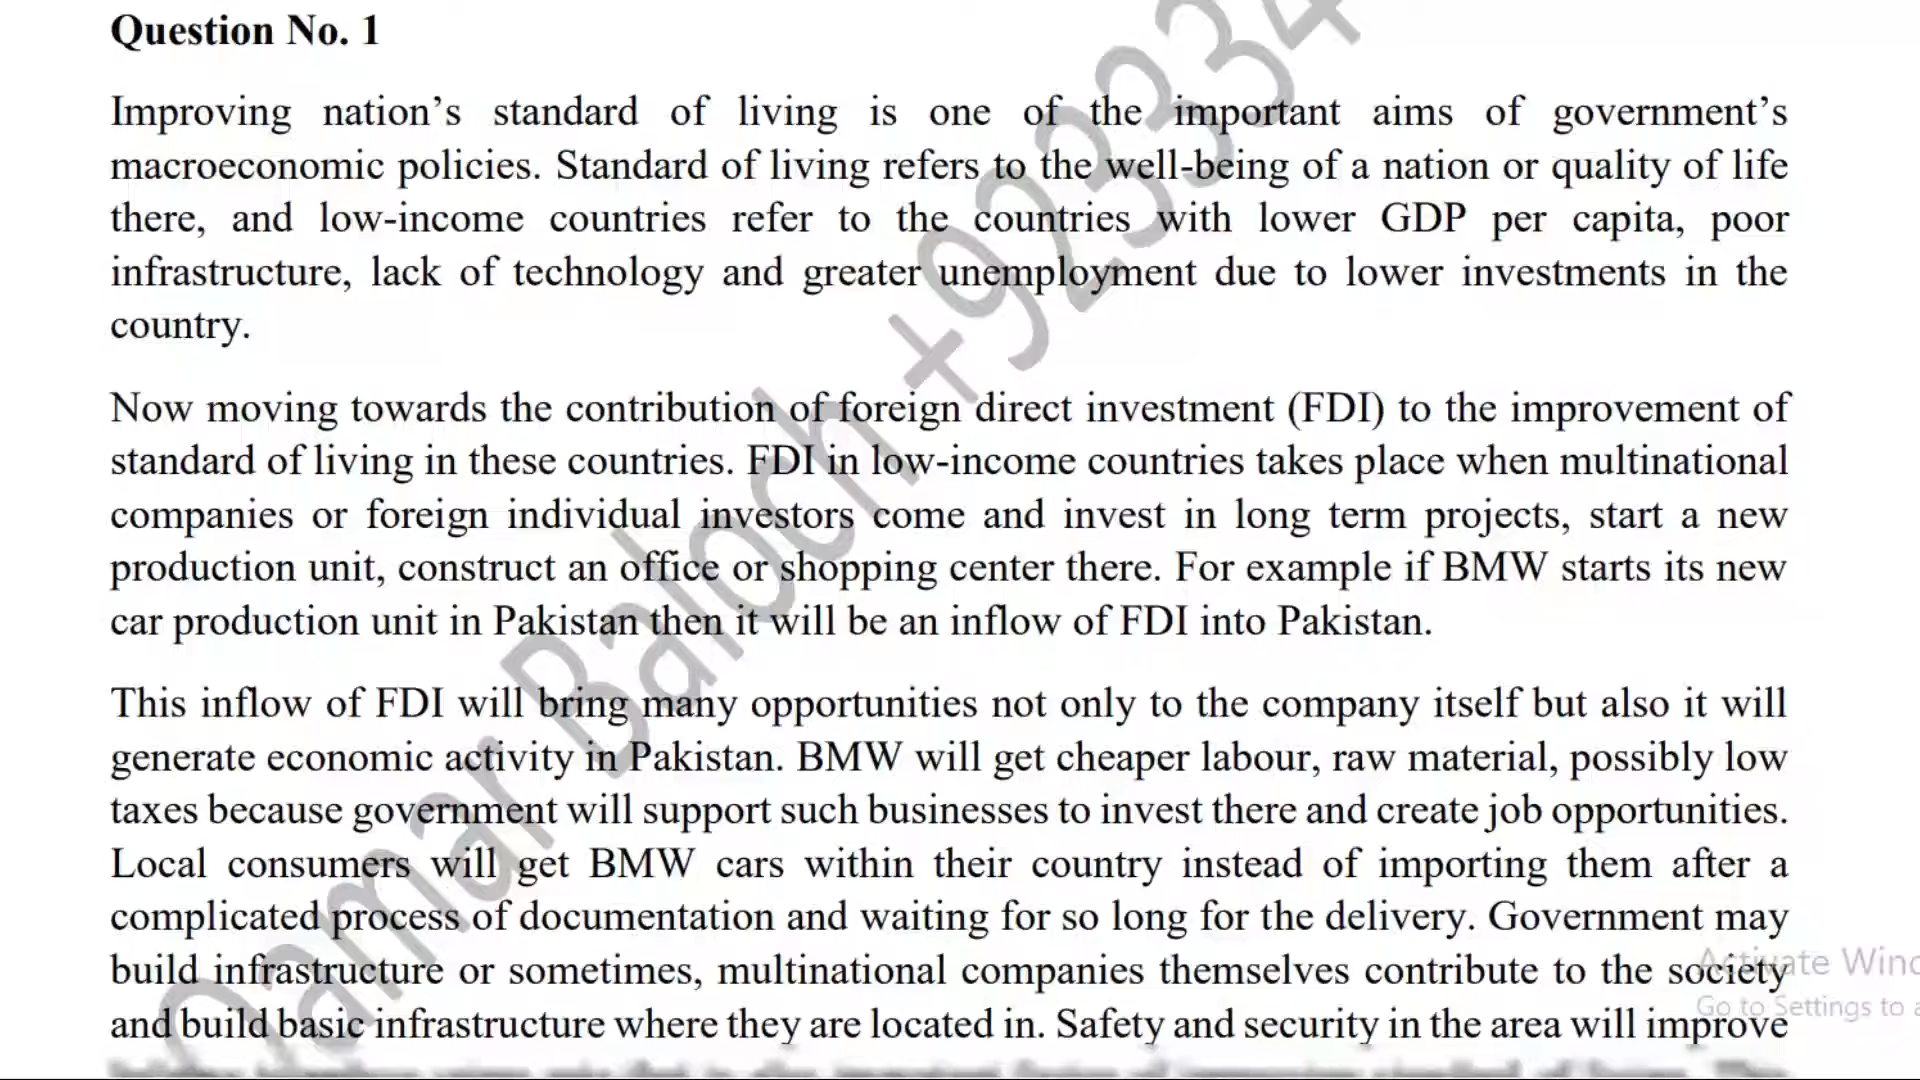 Question No. 1
Improving nation’s standard of living is one of the important aims of government’s
macroeconomic policies. Standard of living refers to the well-being of a nation or quality of life
there, and low-income countries refer to the countries with lower GDP per capita, poor
infrastructure, lack of technology and greater unemployment due to lower investments in the
country.
Now moving towards the contribution of foreign direct investment (FDI) to the improvement of
standard of living in these countries. FDI in low-income countries takes place when multinational
companies or foreign individual investors come and invest in long term projects, start a new
production unit, construct an office or shopping center there. For example if BMW starts its new
car production unit in Pakistan then it will be an inflow of FDI into Pakistan.
This inflow of FDI will bring many opportunities not only to the company itself but also it will
generate economic activity in Pakistan. BMW will get cheaper labour, raw material, possibly low
taxes because government will support such businesses to invest there and create job opportunities.
Local consumers will get BMW cars within their country instead of importing them after a
complicated process of documentation and waiting for so long for the delivery. Government may
build infrastructure or sometimes, multinational companies themselves contribute to the society
and build basic infrastructure where they are located in. Safety and security in the area will improve
Qamar Baloch +92334
Activate Wind
Go to Settings to a